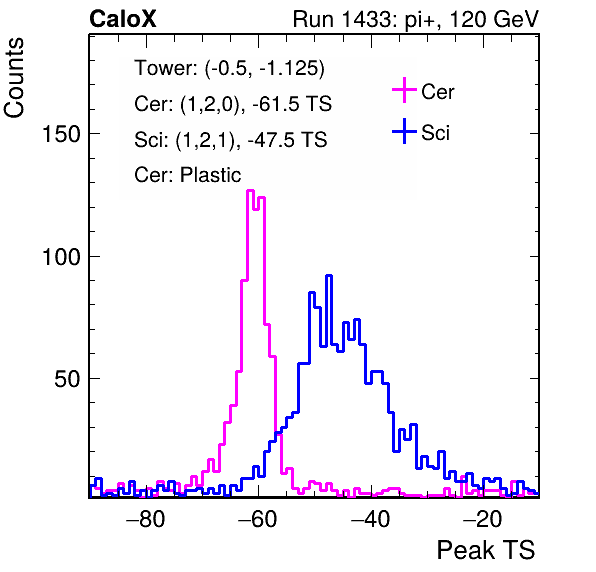 CaloX Run 1433: pi+, 120 GeV
Counts
Tower: (-0.5, -1.125)
Cer: (1,2,0), -61.5 TS
Sci: (1,2,1), -47.5 TS
Cer: Plastic
Cer
Sci
150
100
50
−80 −60 −40 −20
Peak TS